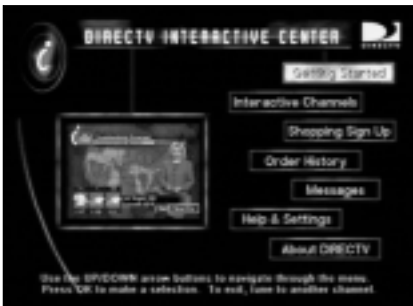 DIRECTV INTERACTIVE CENTER
DIRECTV
Getting Started
Interactive Channels
Shopping Sign Up
Order History
Messages
Help & Settings
About DIRECTV
Use the UP/DOWN arrow buttons to navigate through the menu.
Press OK to make a selection. To exit, tune to another channel.